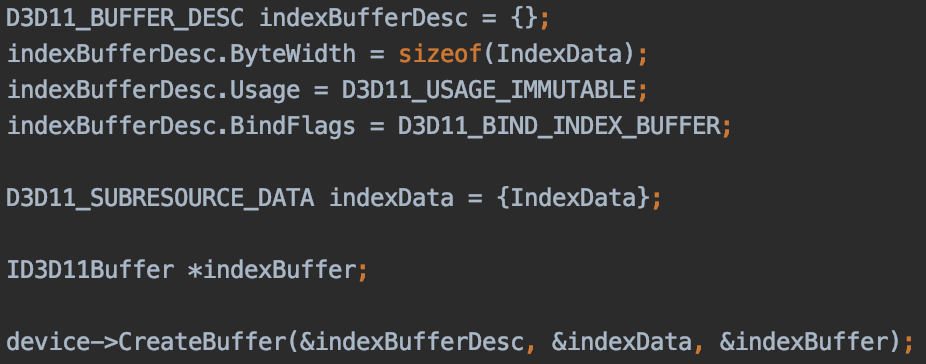 D3D11_BUFFER_DESC indexBufferDesc = {};
indexBufferDesc.ByteWidth = sizeof(IndexData);
indexBufferDesc.Usage = D3D11_USAGE_IMMUTABLE;
indexBufferDesc.BindFlags = D3D11_BIND_INDEX_BUFFER;
D3D11_SUBRESOURCE_DATA indexData = {IndexData};
ID3D11Buffer *indexBuffer;
device->CreateBuffer(&indexBufferDesc, &indexData, &indexBuffer);